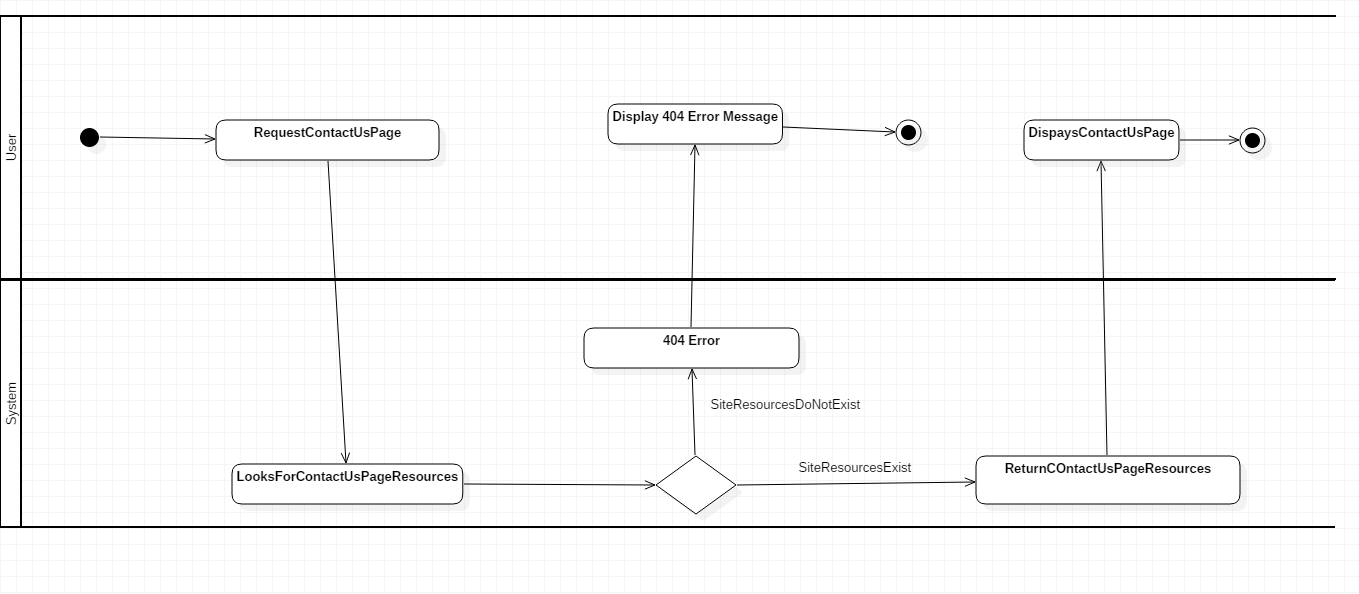 User
RequestContactUsPage
Display 404 Error Message
DispaysContactUsPage
System
404 Error
SiteResourcesDoNotExist
LooksForContactUsPageResources
SiteResourcesExist
ReturnCOntactUsPageResources